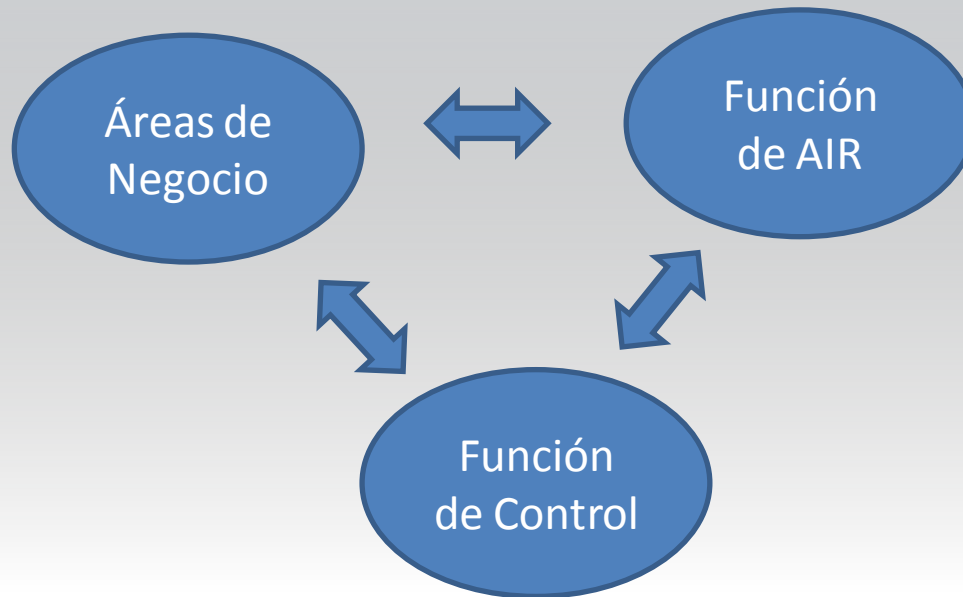 Áreas de
Negocio
Función
de AIR
Función
de Control